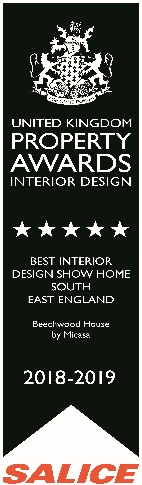 UNITED KINGDOM
PROPERTY
AWARDS
INTERIOR DESIGN
BEST INTERIOR
DESIGN SHOW HOME
SOUTH
EAST ENGLAND
Beechwood House
by Micasa
2018-2019
SALICE